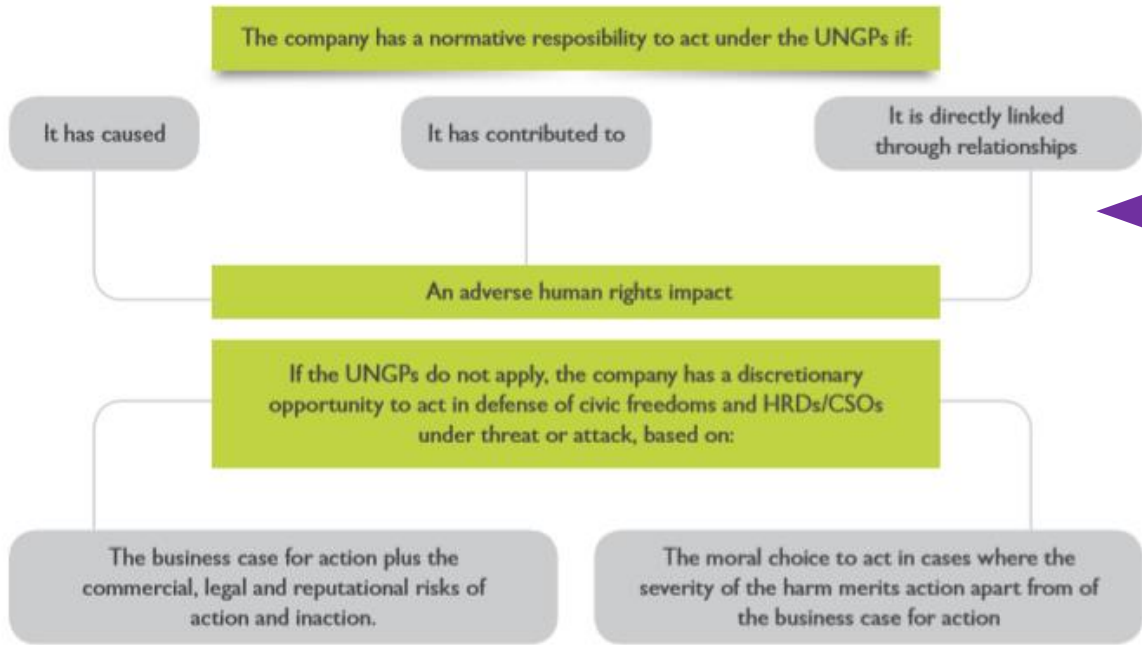 The company has a normative resposibility to act under the UNGPs if:
It has caused
It has contributed to
It is directly linked
through relationships
An adverse human rights impact
If the UNGPs do not apply, the company has a discretionary
opportunity to act in defense of civic freedoms and HRDs/CSOs
under threat or attack, based on:
The business case for action plus the
commercial, legal and reputational risks of
action and inaction.
The moral choice to act in cases where the
severity of the harm merits action apart from of
the business case for action